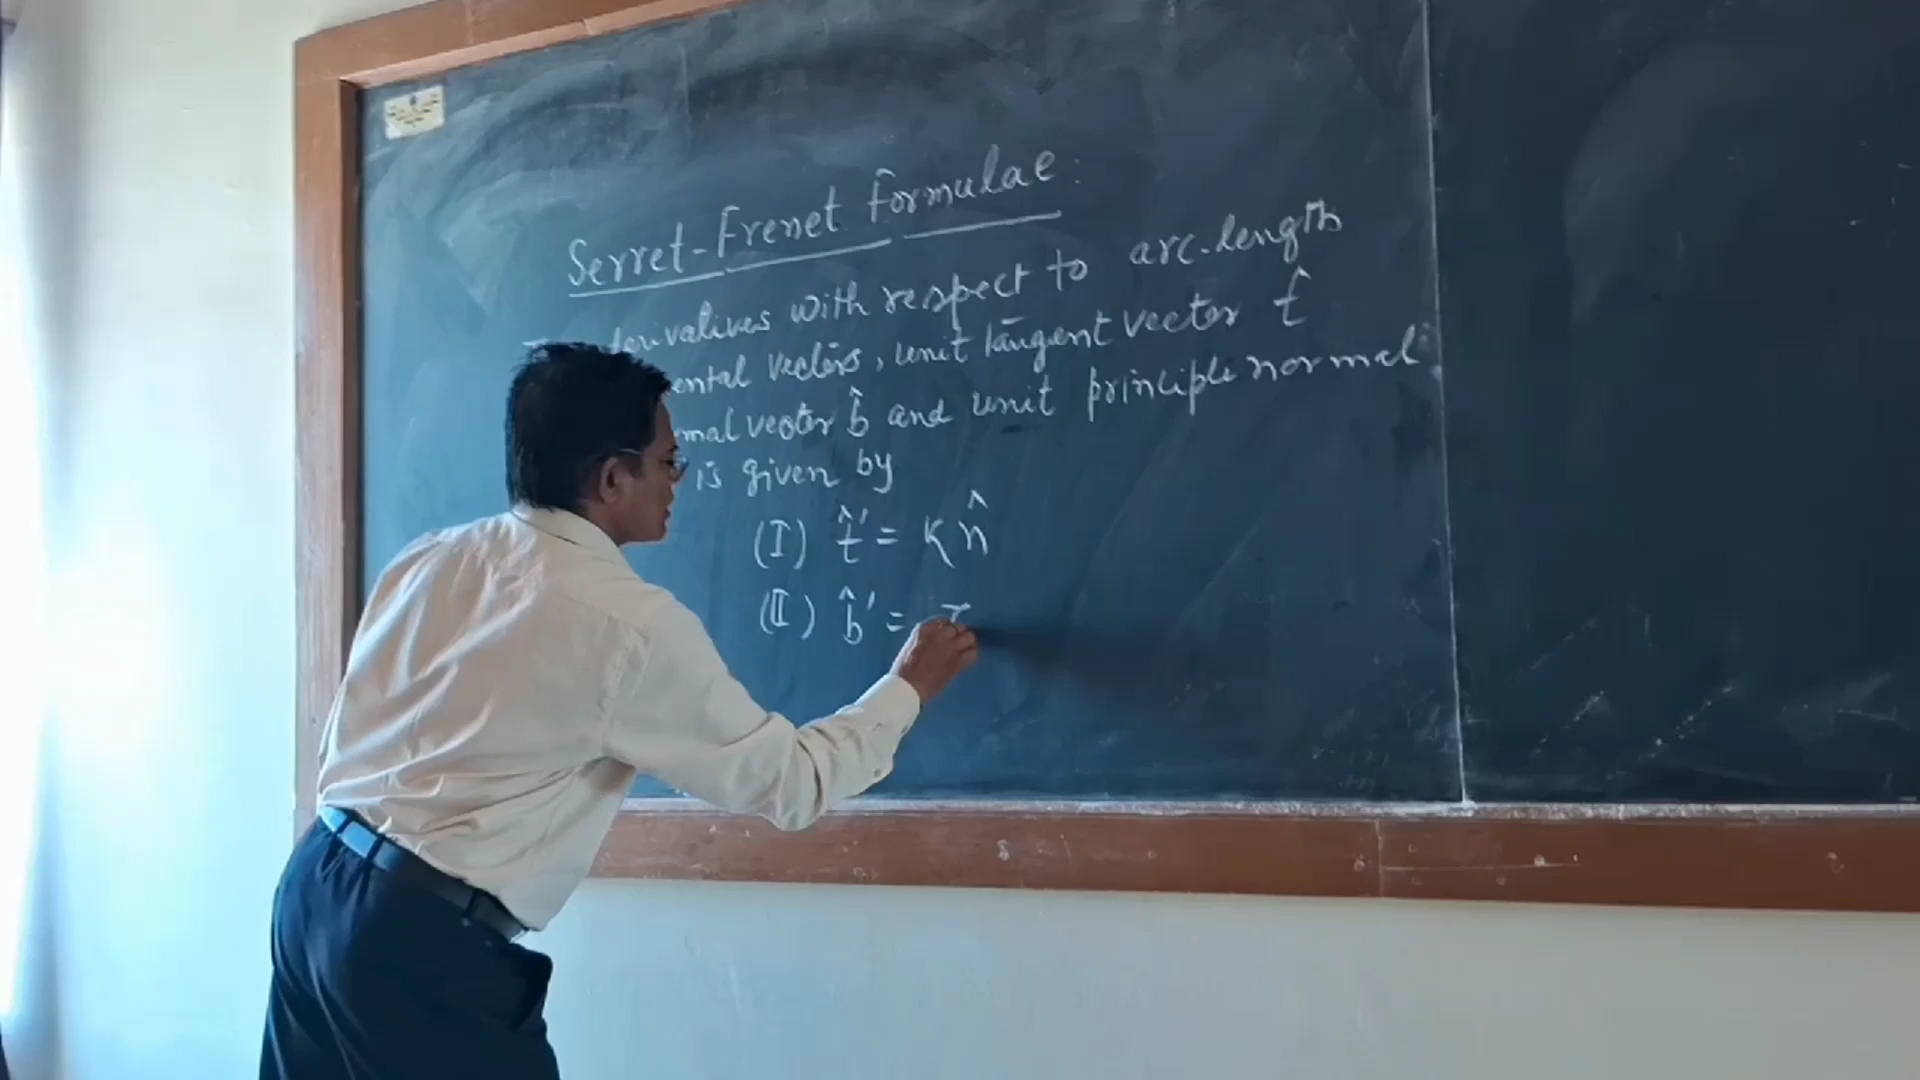 Serret-Frenet Formulae:
derivatives with respect to arc-length
ental vectors, unit tangent vector t̂
mal vector b̂ and unit principle normal
is given by
(I) t̂' = K n̂
(II) b̂' =